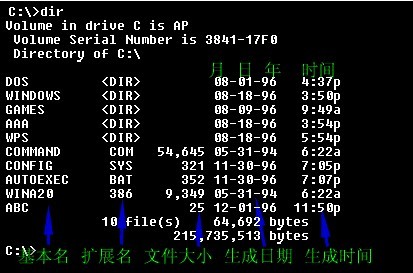 C:\>dir
Volume in drive C is AP
Volume Serial Number is 3841-17F0
Directory of C:\
月 日 年 时间
DOS <DIR> 08-01-96 4:37p
WINDOWS <DIR> 08-18-96 3:50p
GAMES <DIR> 08-09-96 9:49a
AAA <DIR> 08-18-96 3:54p
WPS <DIR> 08-18-96 5:54p
COMMAND COM 54,645 05-31-94 6:22a
CONFIG SYS 321 11-30-96 7:05p
AUTOEXEC BAT 352 11-30-96 7:07p
WINA20 386 9,349 05-31-94 6:22a
ABC 25 12-01-96 11:50p
10 file(s) 64,692 bytes
215,735,513 bytes
C:\>
基本名 扩展名 文件大小 生成日期 生成时间